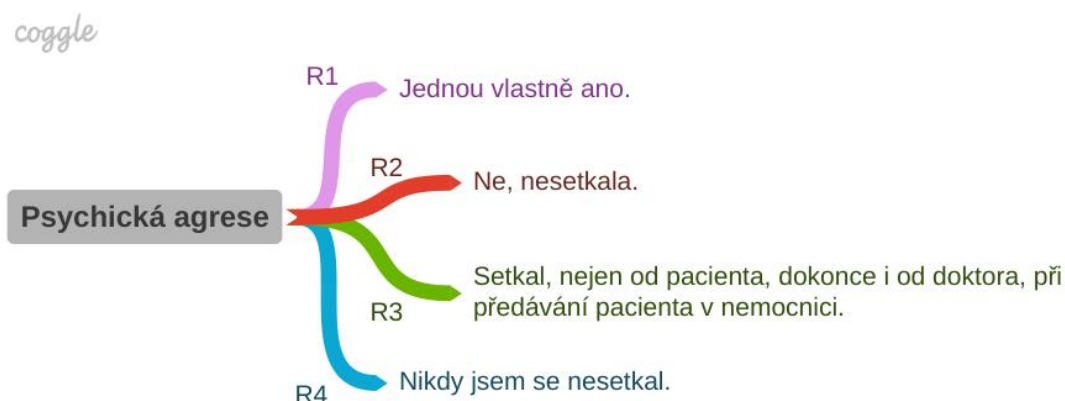 coggle
R1
Jednou vlastně ano.
R2
Ne, nesetkala.
Psychická agrese
Setkal, nejen od pacienta, dokonce i od doktora, při
předávání pacienta v nemocnici.
R3
Nikdy jsem se nesetkal.
R4